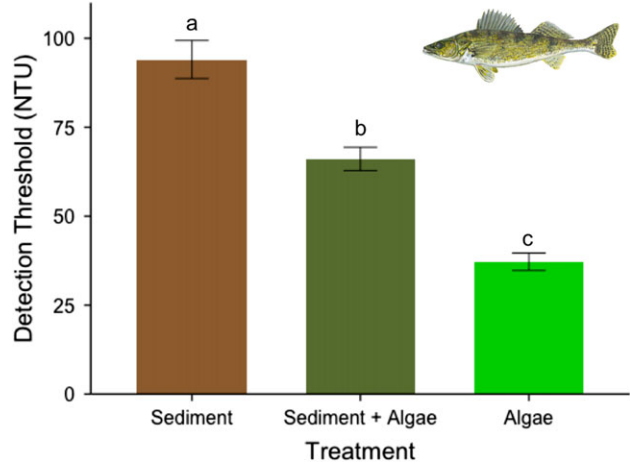 Detection Threshold (NTU)
100
75
50
25
0
a
b
c
Sediment
Sediment + Algae
Algae
Treatment